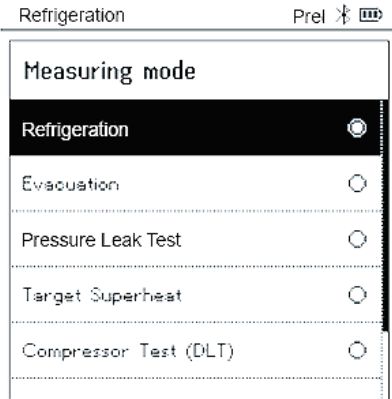 Refrigeration Prel
Measuring mode
Refrigeration
Evacuation
Pressure Leak Test
Target Superheat
Compressor Test (DLT)